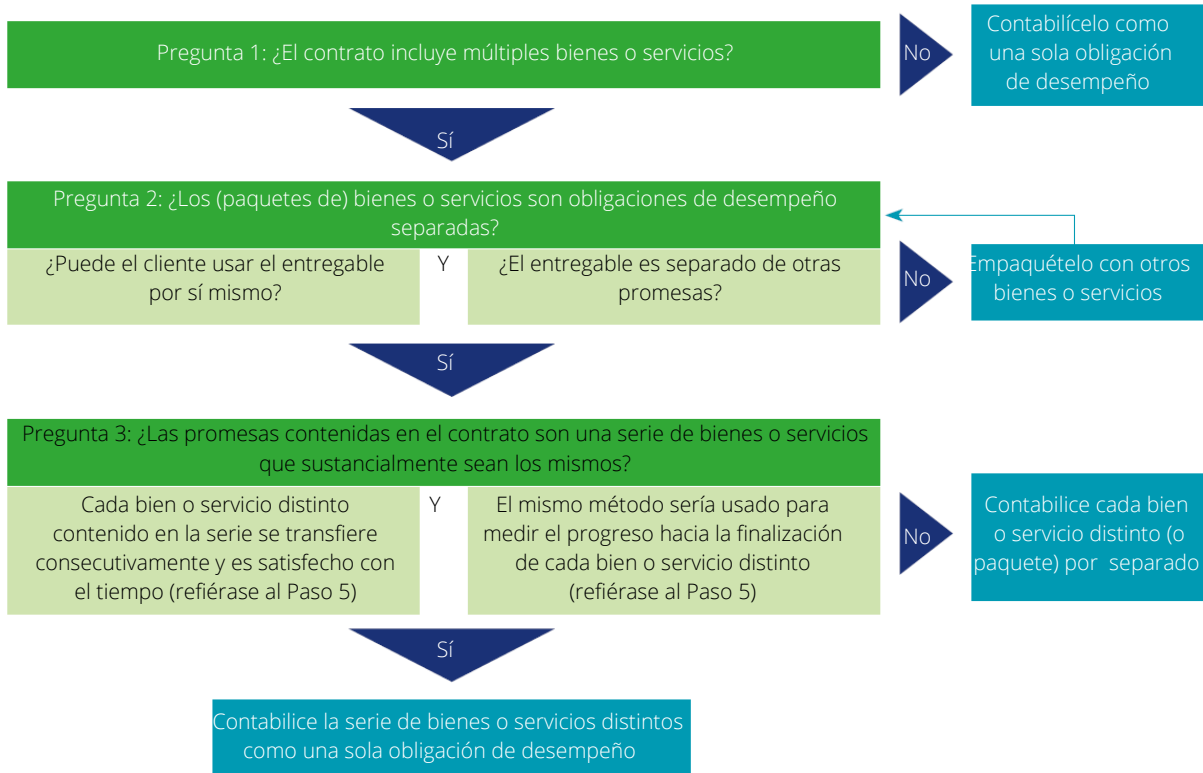 Pregunta 1: ¿El contrato incluye múltiples bienes o servicios?
No
Contabilícelo como
una sola obligación
de desempeño
Sí
Pregunta 2: ¿Los (paquetes de) bienes o servicios son obligaciones de desempeño
separadas?
¿Puede el cliente usar el entregable
por sí mismo?
Y
¿El entregable es separado de otras
promesas?
No
Empaquételo con otros
bienes o servicios
Sí
Pregunta 3: ¿Las promesas contenidas en el contrato son una serie de bienes o servicios
que sustancialmente sean los mismos?
Cada bien o servicio distinto
contenido en la serie se transfiere
consecutivamente y es satisfecho con
el tiempo (refiérase al Paso 5)
Y
El mismo método sería usado para
medir el progreso hacia la finalización
de cada bien o servicio distinto
(refiérase al Paso 5)
No
Contabilice cada bien
o servicio distinto (o
paquete) por separado
Sí
Contabilice la serie de bienes o servicios distintos
como una sola obligación de desempeño